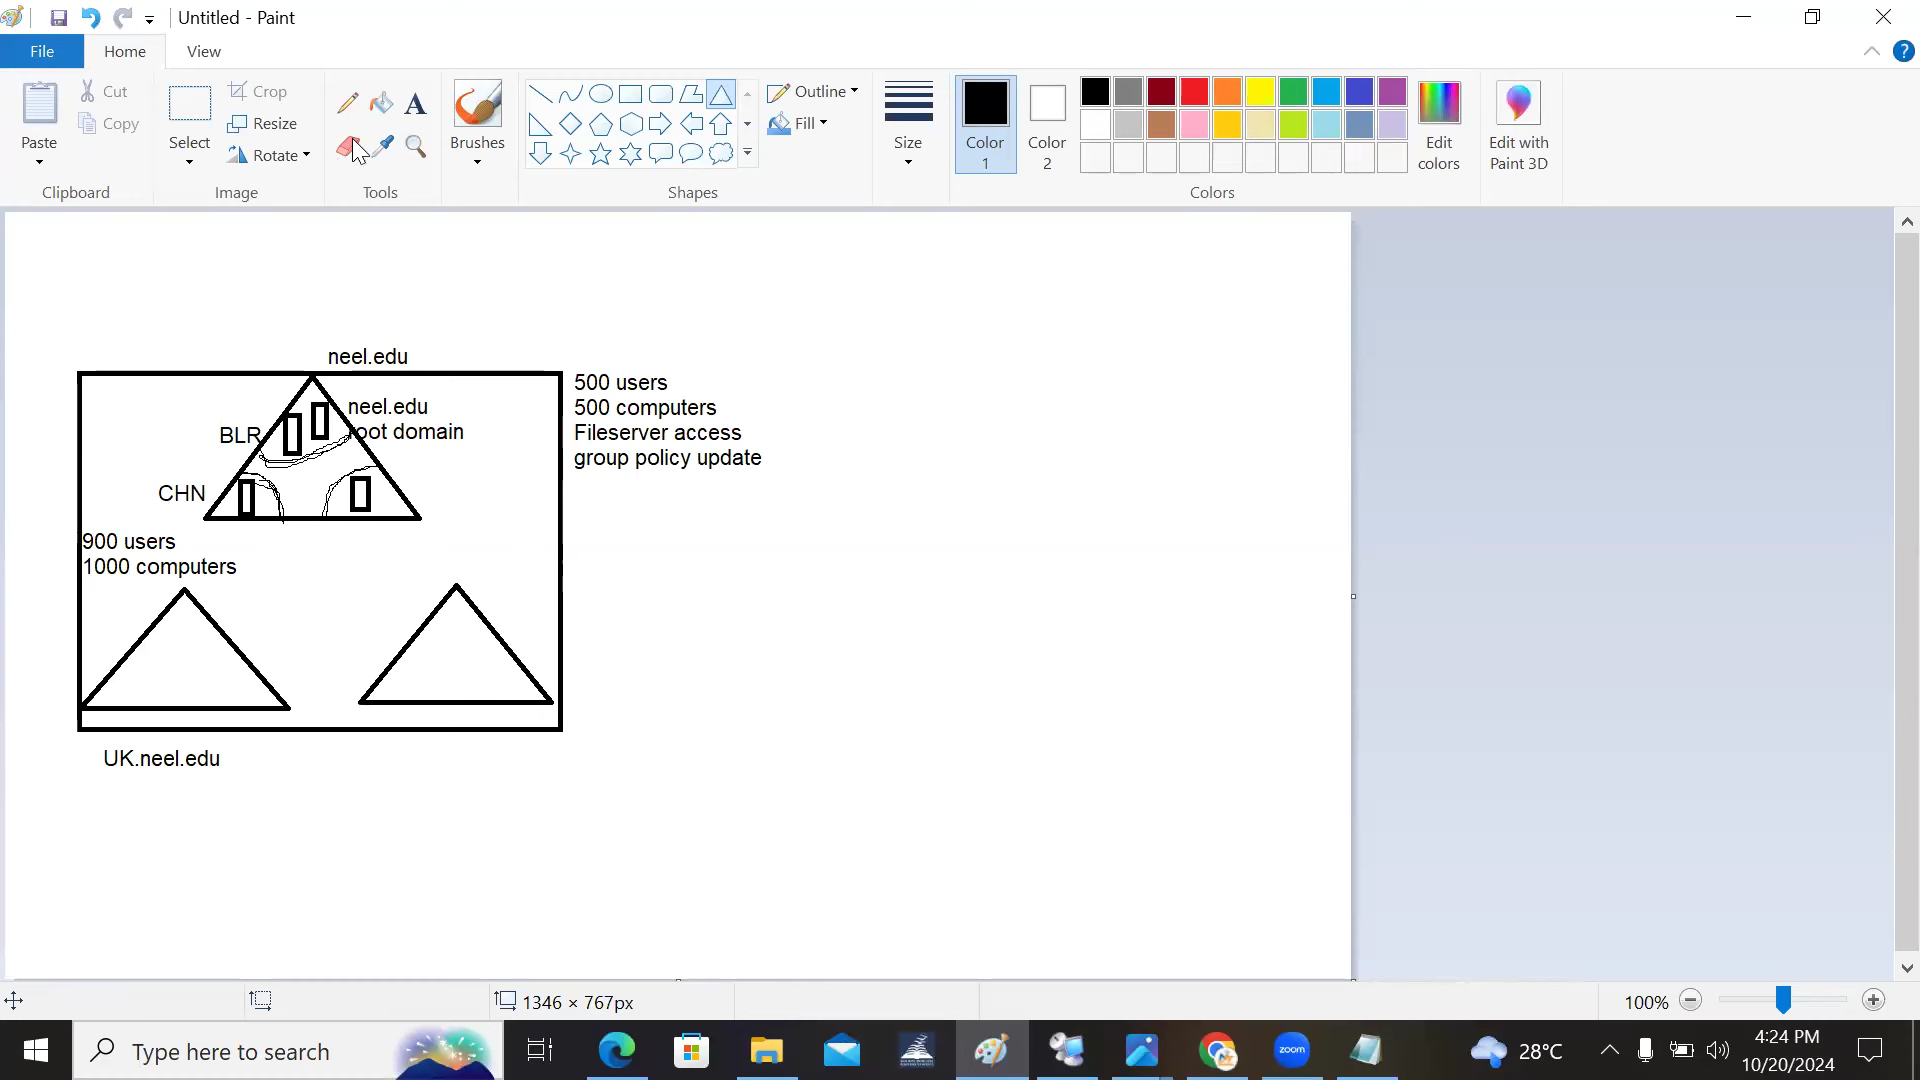 Untitled - Paint
File
Home
View
Paste
Cut
Copy
Clipboard
Select
Crop
Resize
Rotate
Image
A
Tools
Brushes
Shapes
Outline
Fill
Size
Color
1
Color
2
Colors
Edit
colors
Edit with
Paint 3D
?
neel.edu
neel.edu
root domain
BLR
CHN
500 users
500 computers
Fileserver access
group policy update
900 users
1000 computers
UK.neel.edu
1346 × 767px
100%
Type here to search
zoom
28°C
4:24 PM
10/20/2024